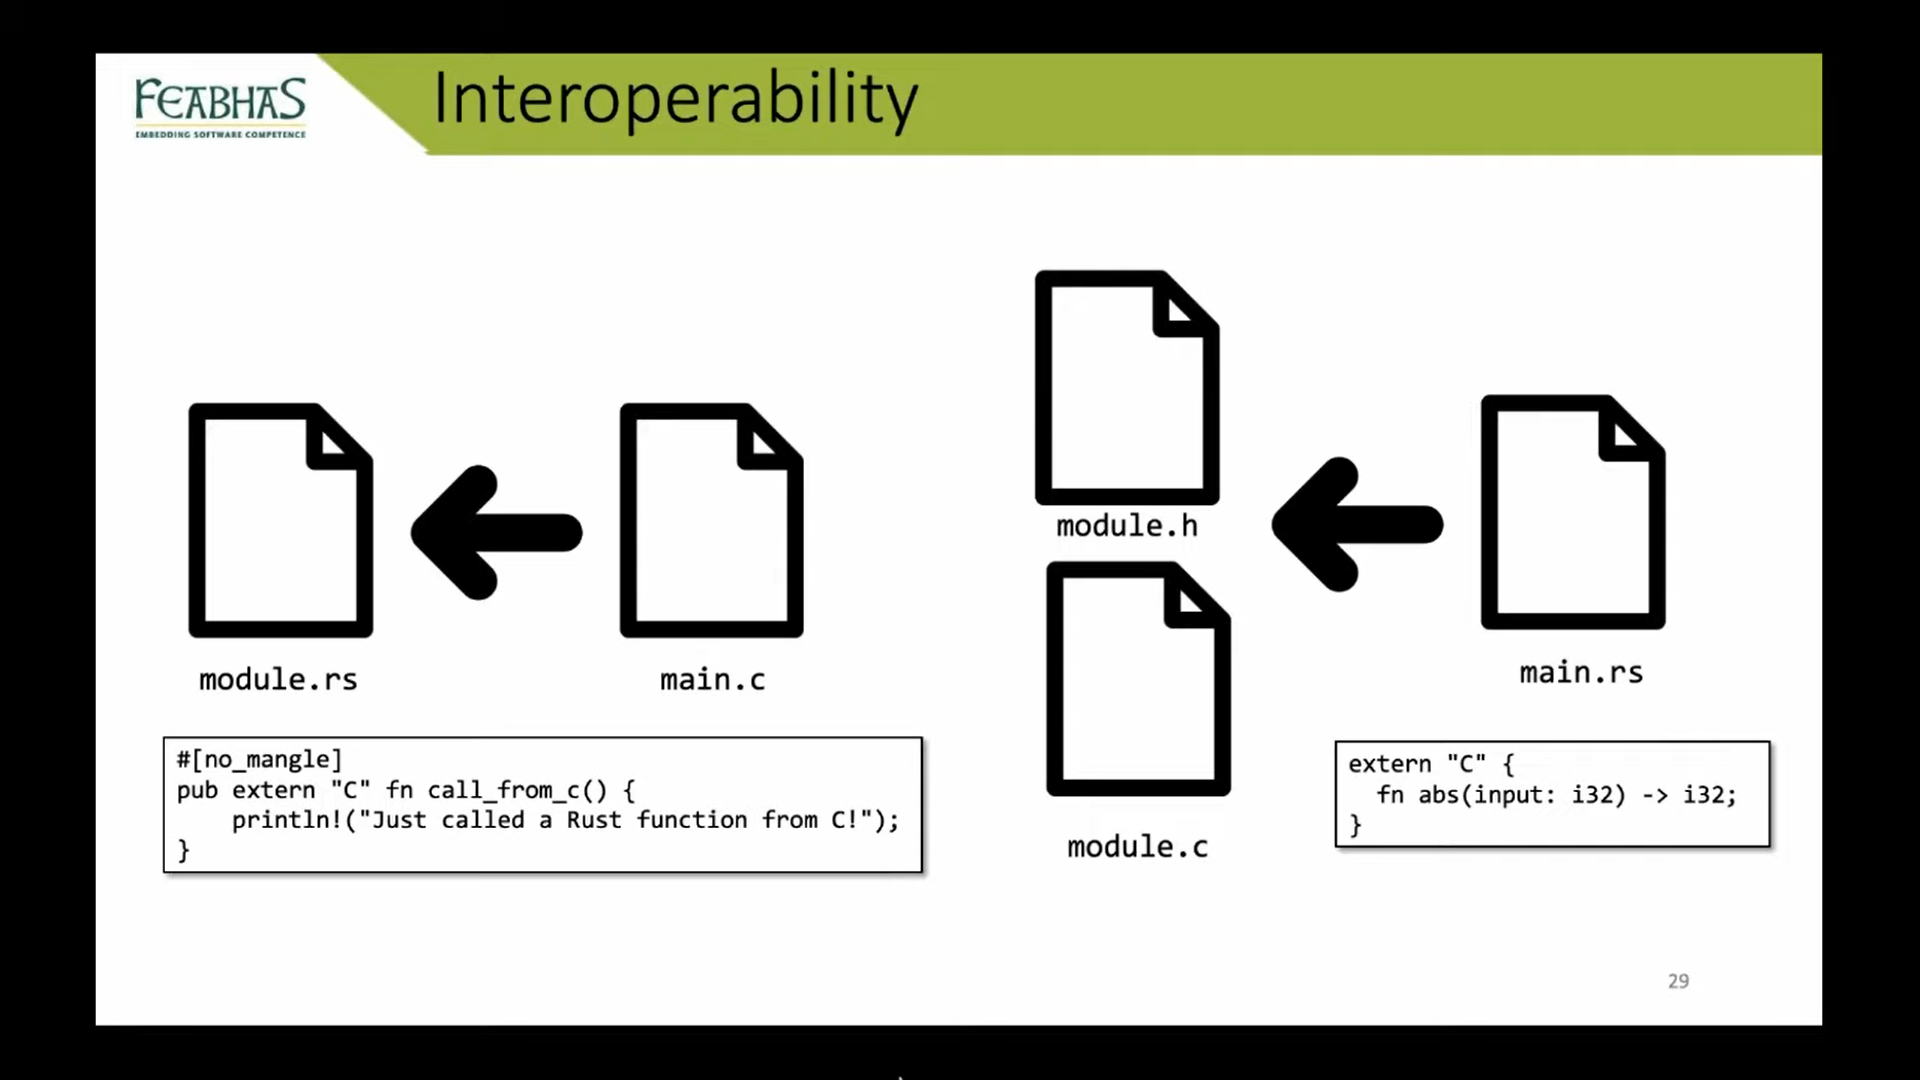 FEABHAS
EMBEDDING SOFTWARE COMPETENCE
Interoperability
module.rs
main.c
#[no_mangle]
pub extern "C" fn call_from_c() {
    println!("Just called a Rust function from C!");
}
module.h
module.c
main.rs
extern "C" {
  fn abs(input: i32) -> i32;
}
29